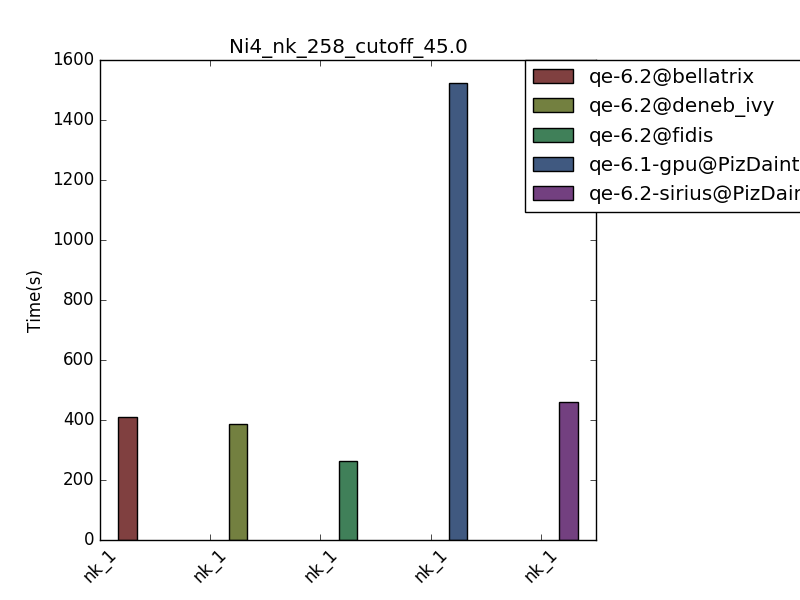 Ni4_nk_258_cutoff_45.0
qe-6.2@bellatrix
qe-6.2@deneb_ivy
qe-6.2@fidis
qe-6.1-gpu@PizDaint
qe-6.2-sirius@PizDain
Time(s)
1600
1400
1200
1000
800
600
400
200
0
nk_1
nk_1
nk_1
nk_1
nk_1